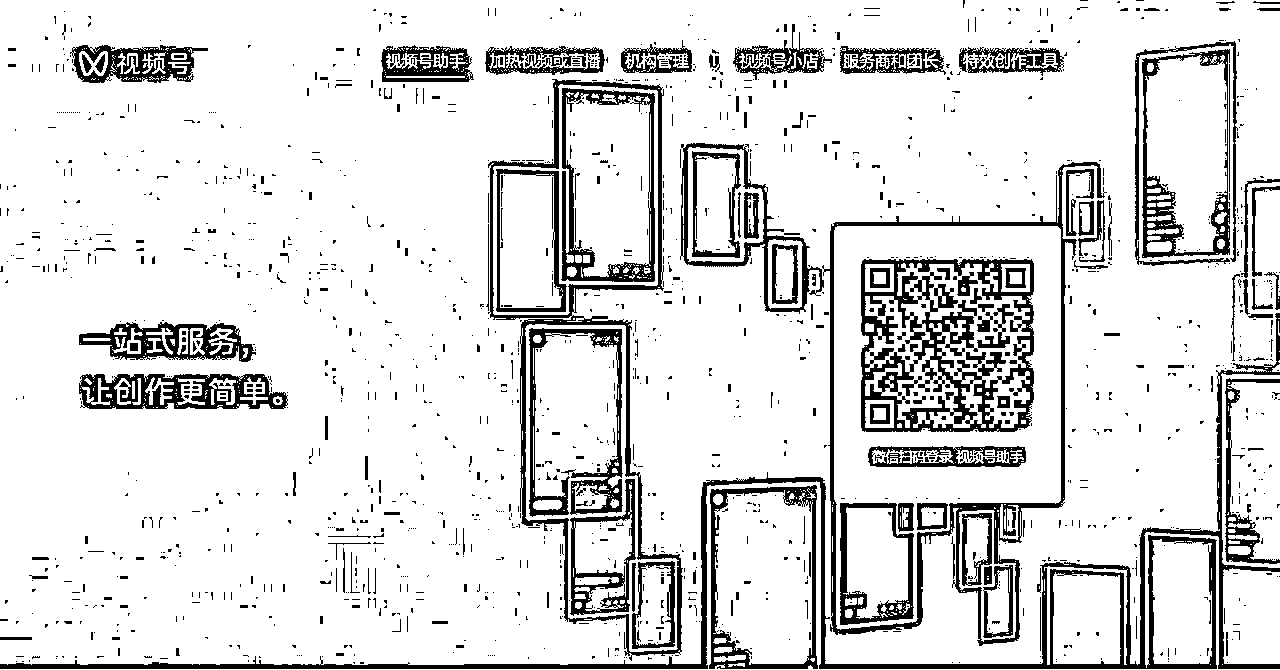 视频号
视频号助手 加热视频或直播 机构管理 视频号小店 服务商和团长 特效创作工具
一站式服务,
让创作更简单。
微信扫码登录 视频号助手